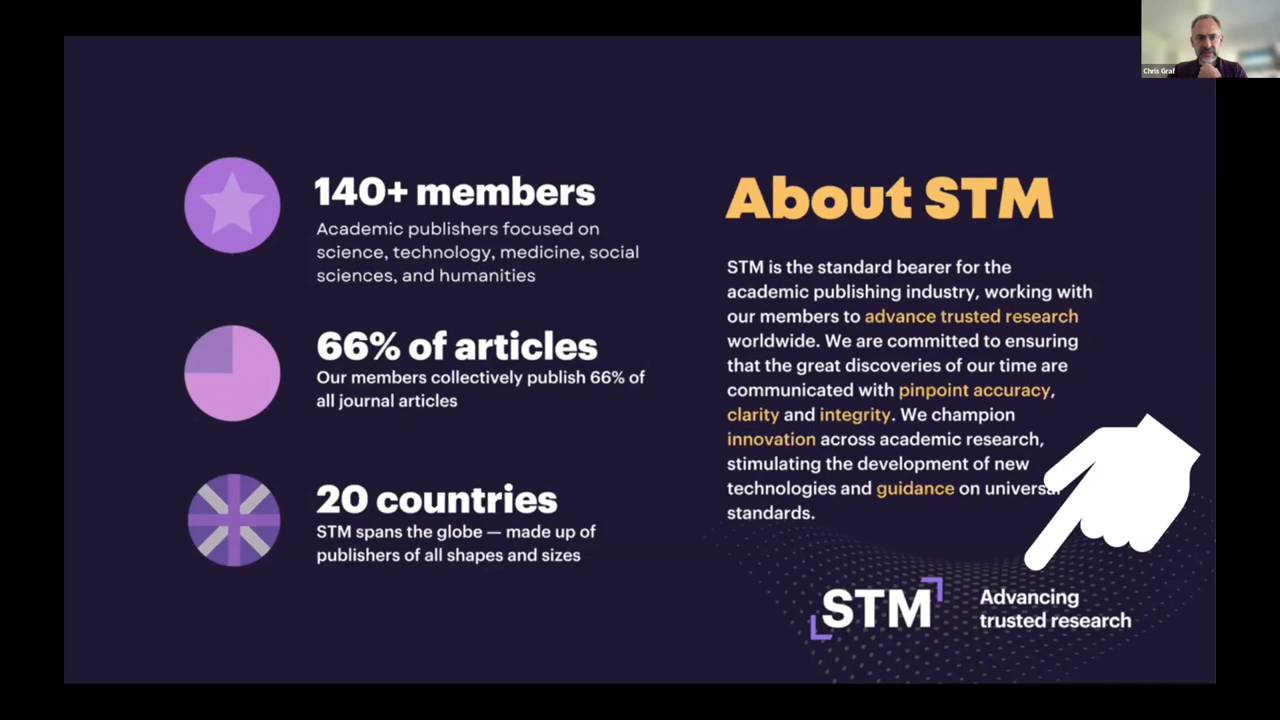 Chris Graf
140+ members
Academic publishers focused on
science, technology, medicine, social
sciences, and humanities
66% of articles
Our members collectively publish 66% of
all journal articles
20 countries
STM spans the globe — made up of
publishers of all shapes and sizes
About STM
STM is the standard bearer for the
academic publishing industry, working with
our members to advance trusted research
worldwide. We are committed to ensuring
that the great discoveries of our time are
communicated with pinpoint accuracy,
clarity and integrity. We champion
innovation across academic research,
stimulating the development of new
technologies and guidance on universal
standards.
STM
Advancing
trusted research